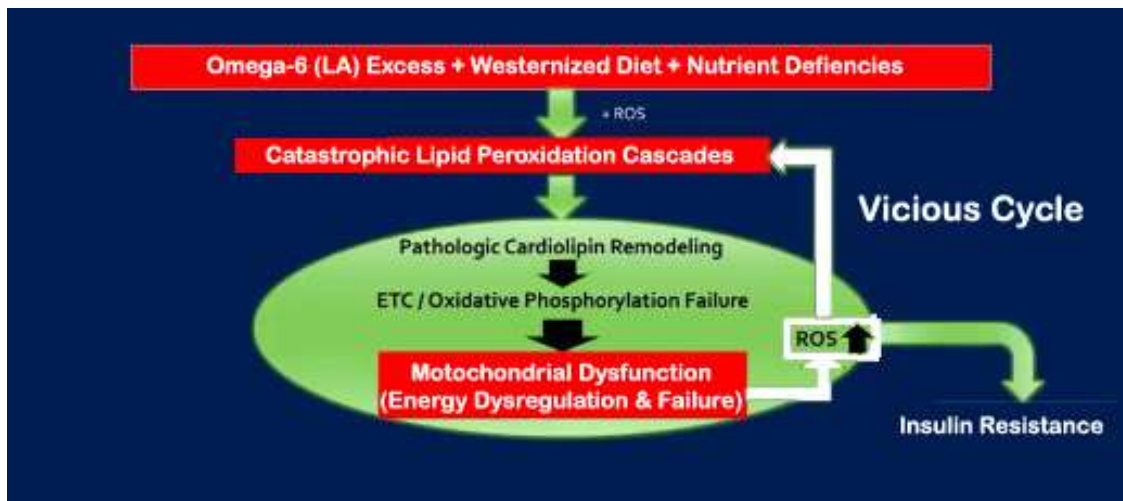 Omega-6 (LA) Excess + Westernized Diet + Nutrient Defiencies
+ ROS
Catastrophic Lipid Peroxidation Cascades
Vicious Cycle
Pathologic Cardiolipin Remodeling
ETC / Oxidative Phosphorylation Failure
ROS
Motochondrial Dysfunction
(Energy Dysregulation & Failure)
Insulin Resistance